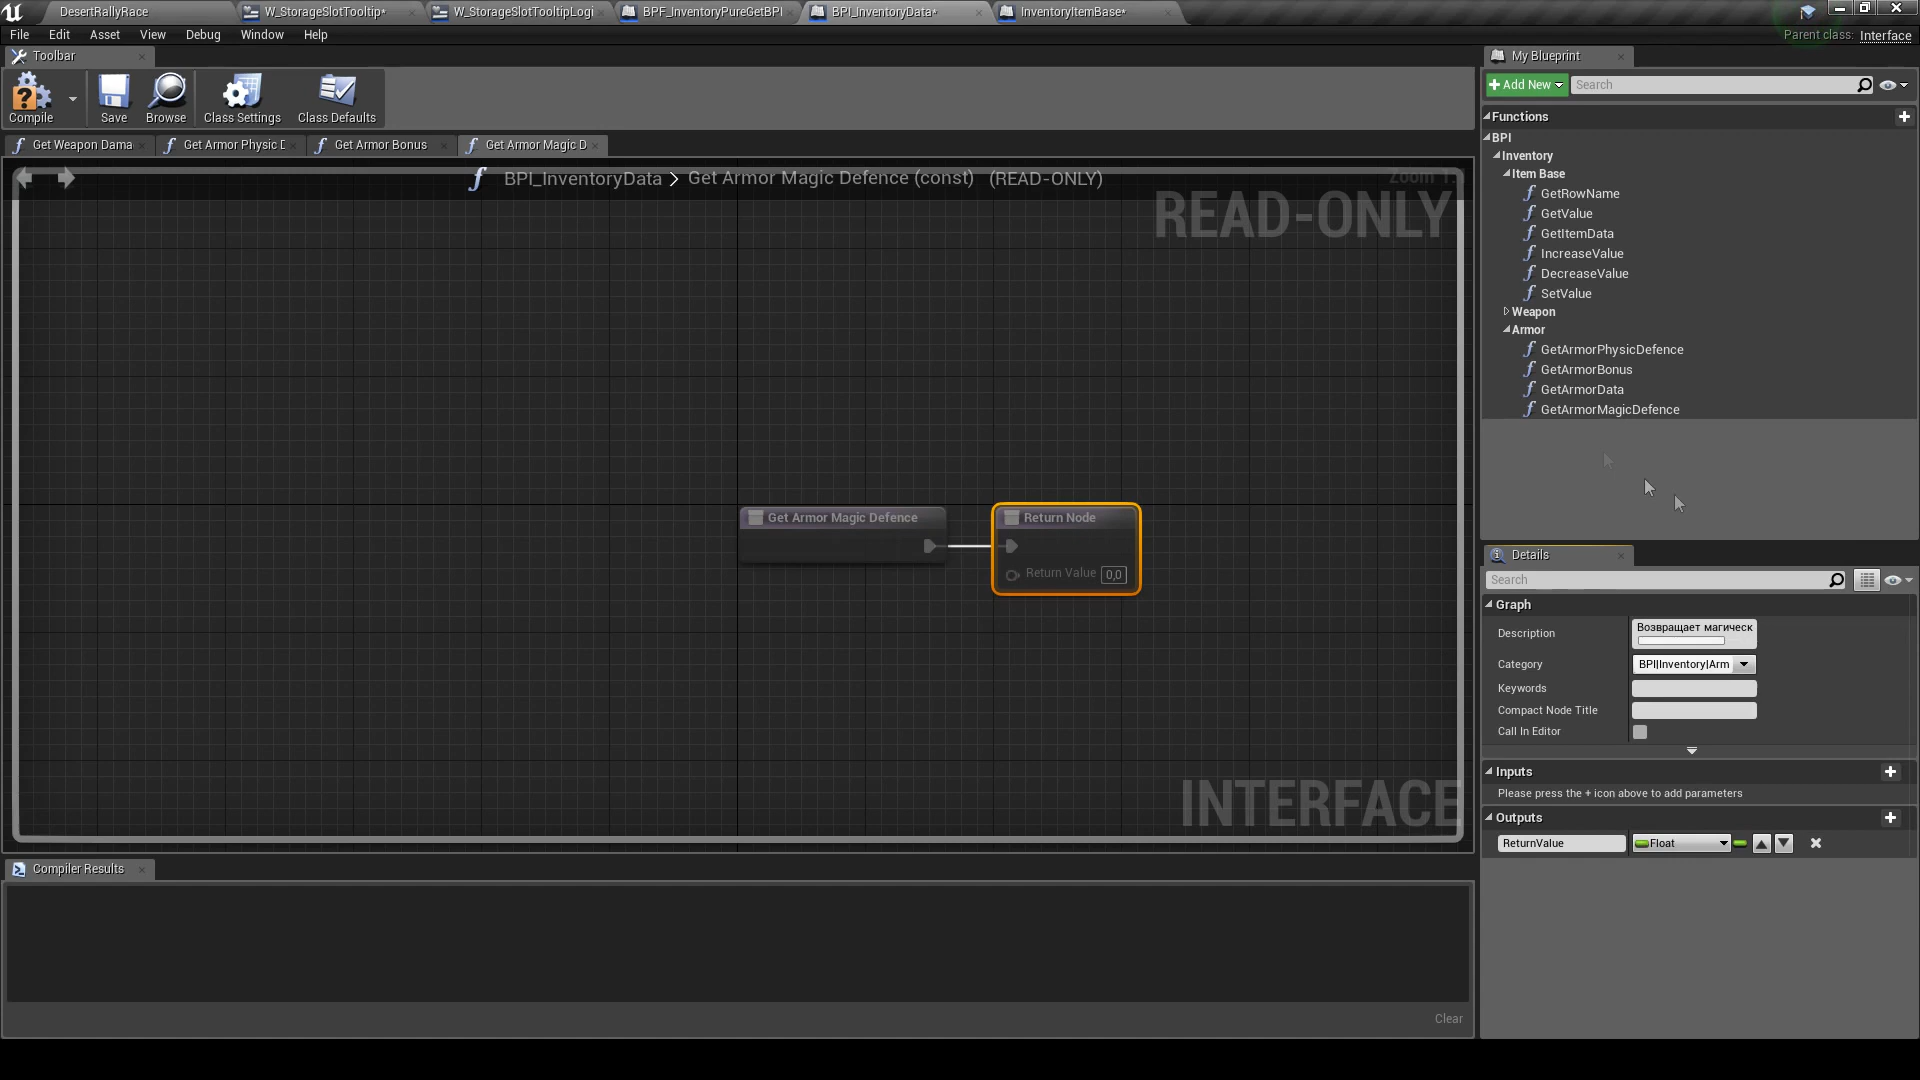 DesertRallyRace
W_StorageSlotTooltip*
W_StorageSlotTooltipLogi
BPF_InventoryPureGetBPI
BPI_InventoryData*
InventoryItemBase*
File Edit Asset View Debug Window Help
Parent class: Interface
Toolbar
Compile
Save
Browse
Class Settings
Class Defaults
Get Weapon Dama
Get Armor Physic D
Get Armor Bonus
Get Armor Magic D
BPI_InventoryData > Get Armor Magic Defence (const) (READ-ONLY)
READ-ONLY
Get Armor Magic Defence
Return Node
Return Value 0,0
INTERFACE
Compiler Results
Clear
My Blueprint
Add New
Search
Functions
BPI
Inventory
Item Base
GetRowName
GetValue
GetItemData
IncreaseValue
DecreaseValue
SetValue
Weapon
Armor
GetArmorPhysicDefence
GetArmorBonus
GetArmorData
GetArmorMagicDefence
Details
Search
Graph
Description
Возвращает магическ
Category
BPI|Inventory|Arm
Keywords
Compact Node Title
Call In Editor
Inputs
Please press the + icon above to add parameters
Outputs
ReturnValue
Float